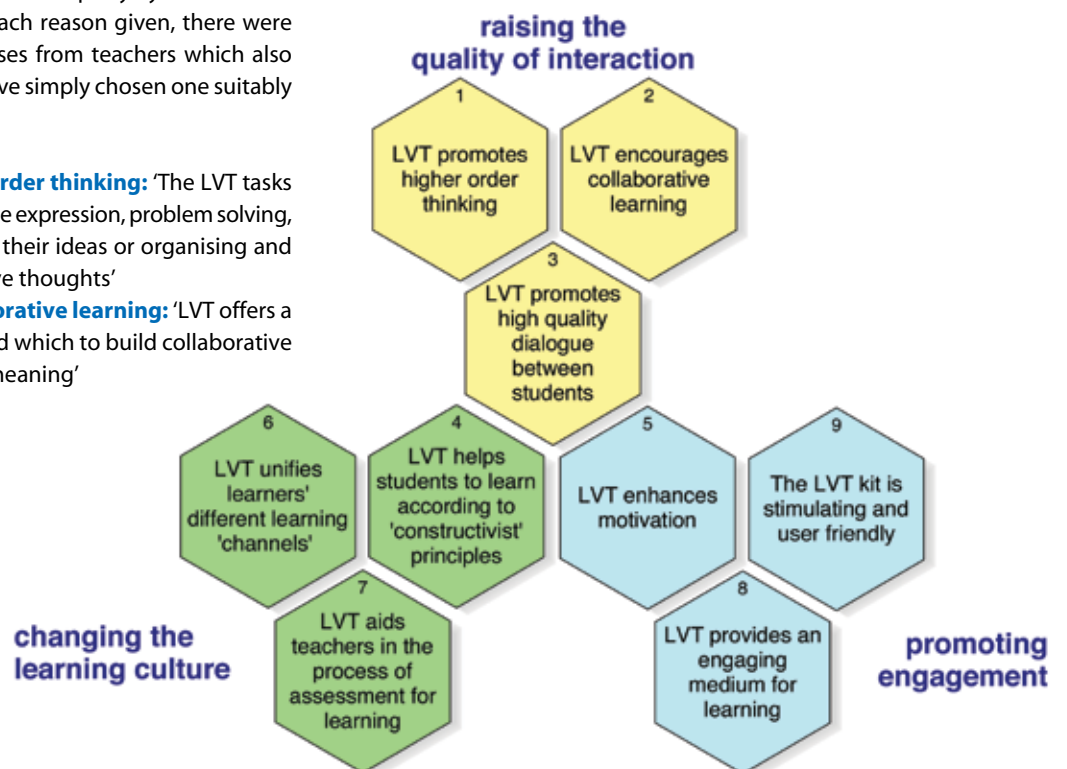 ach reason given, there were
ses from teachers which also
ve simply chosen one suitably
rder thinking: ‘The LVT tasks
e expression, problem solving,
their ideas or organising and
ve thoughts’
orative learning: ‘LVT offers a
d which to build collaborative
neaning’
raising the
quality of interaction
1
LVT promotes
higher order
thinking
2
LVT encourages
collaborative
learning
3
LVT promotes
high quality
dialogue
between
students
6
LVT unifies
learners'
different learning
'channels'
4
LVT helps
students to learn
according to
'constructivist'
principles
5
LVT enhances
motivation
9
The LVT kit is
stimulating and
user friendly
7
LVT aids
teachers in the
process of
assessment for
learning
8
LVT provides an
engaging
medium for
learning
changing the
learning culture
promoting
engagement